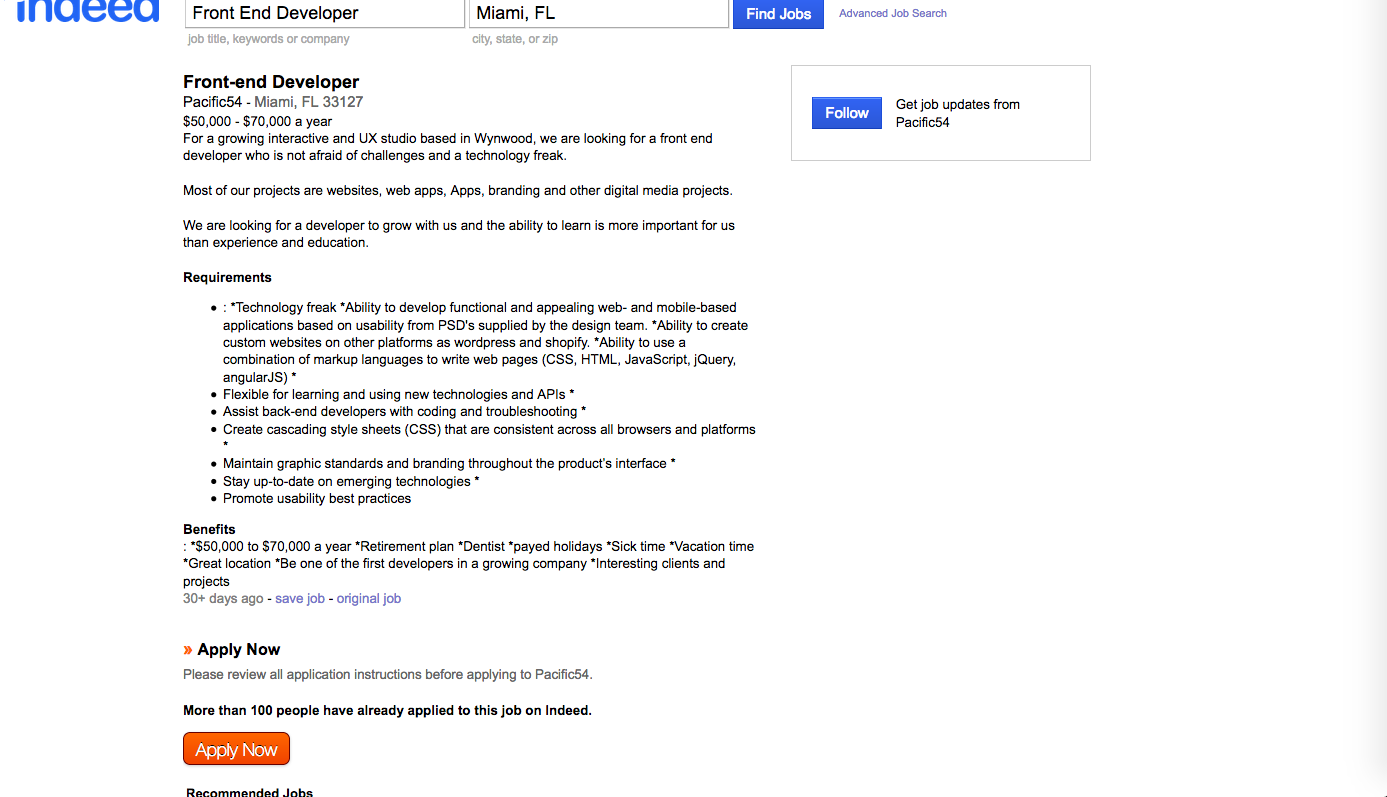 indeed
Front End Developer
Miami, FL
Find Jobs
Advanced Job Search
job title, keywords or company
city, state, or zip
Front-end Developer
Pacific54 - Miami, FL 33127
$50,000 - $70,000 a year
For a growing interactive and UX studio based in Wynwood, we are looking for a front end
developer who is not afraid of challenges and a technology freak.
Most of our projects are websites, web apps, Apps, branding and other digital media projects.
We are looking for a developer to grow with us and the ability to learn is more important for us
than experience and education.
Requirements
• : *Technology freak *Ability to develop functional and appealing web- and mobile-based
applications based on usability from PSD's supplied by the design team. *Ability to create
custom websites on other platforms as wordpress and shopify. *Ability to use a
combination of markup languages to write web pages (CSS, HTML, JavaScript, jQuery,
angularJS) *
• Flexible for learning and using new technologies and APIs *
• Assist back-end developers with coding and troubleshooting *
• Create cascading style sheets (CSS) that are consistent across all browsers and platforms
*
• Maintain graphic standards and branding throughout the product's interface *
• Stay up-to-date on emerging technologies *
• Promote usability best practices
Benefits
: *$50,000 to $70,000 a year *Retirement plan *Dentist *payed holidays *Sick time *Vacation time
*Great location *Be one of the first developers in a growing company *Interesting clients and
projects
30+ days ago - save job - original job
» Apply Now
Please review all application instructions before applying to Pacific54.
More than 100 people have already applied to this job on Indeed.
Apply Now
Recommended Jobs
Follow
Get job updates from
Pacific54